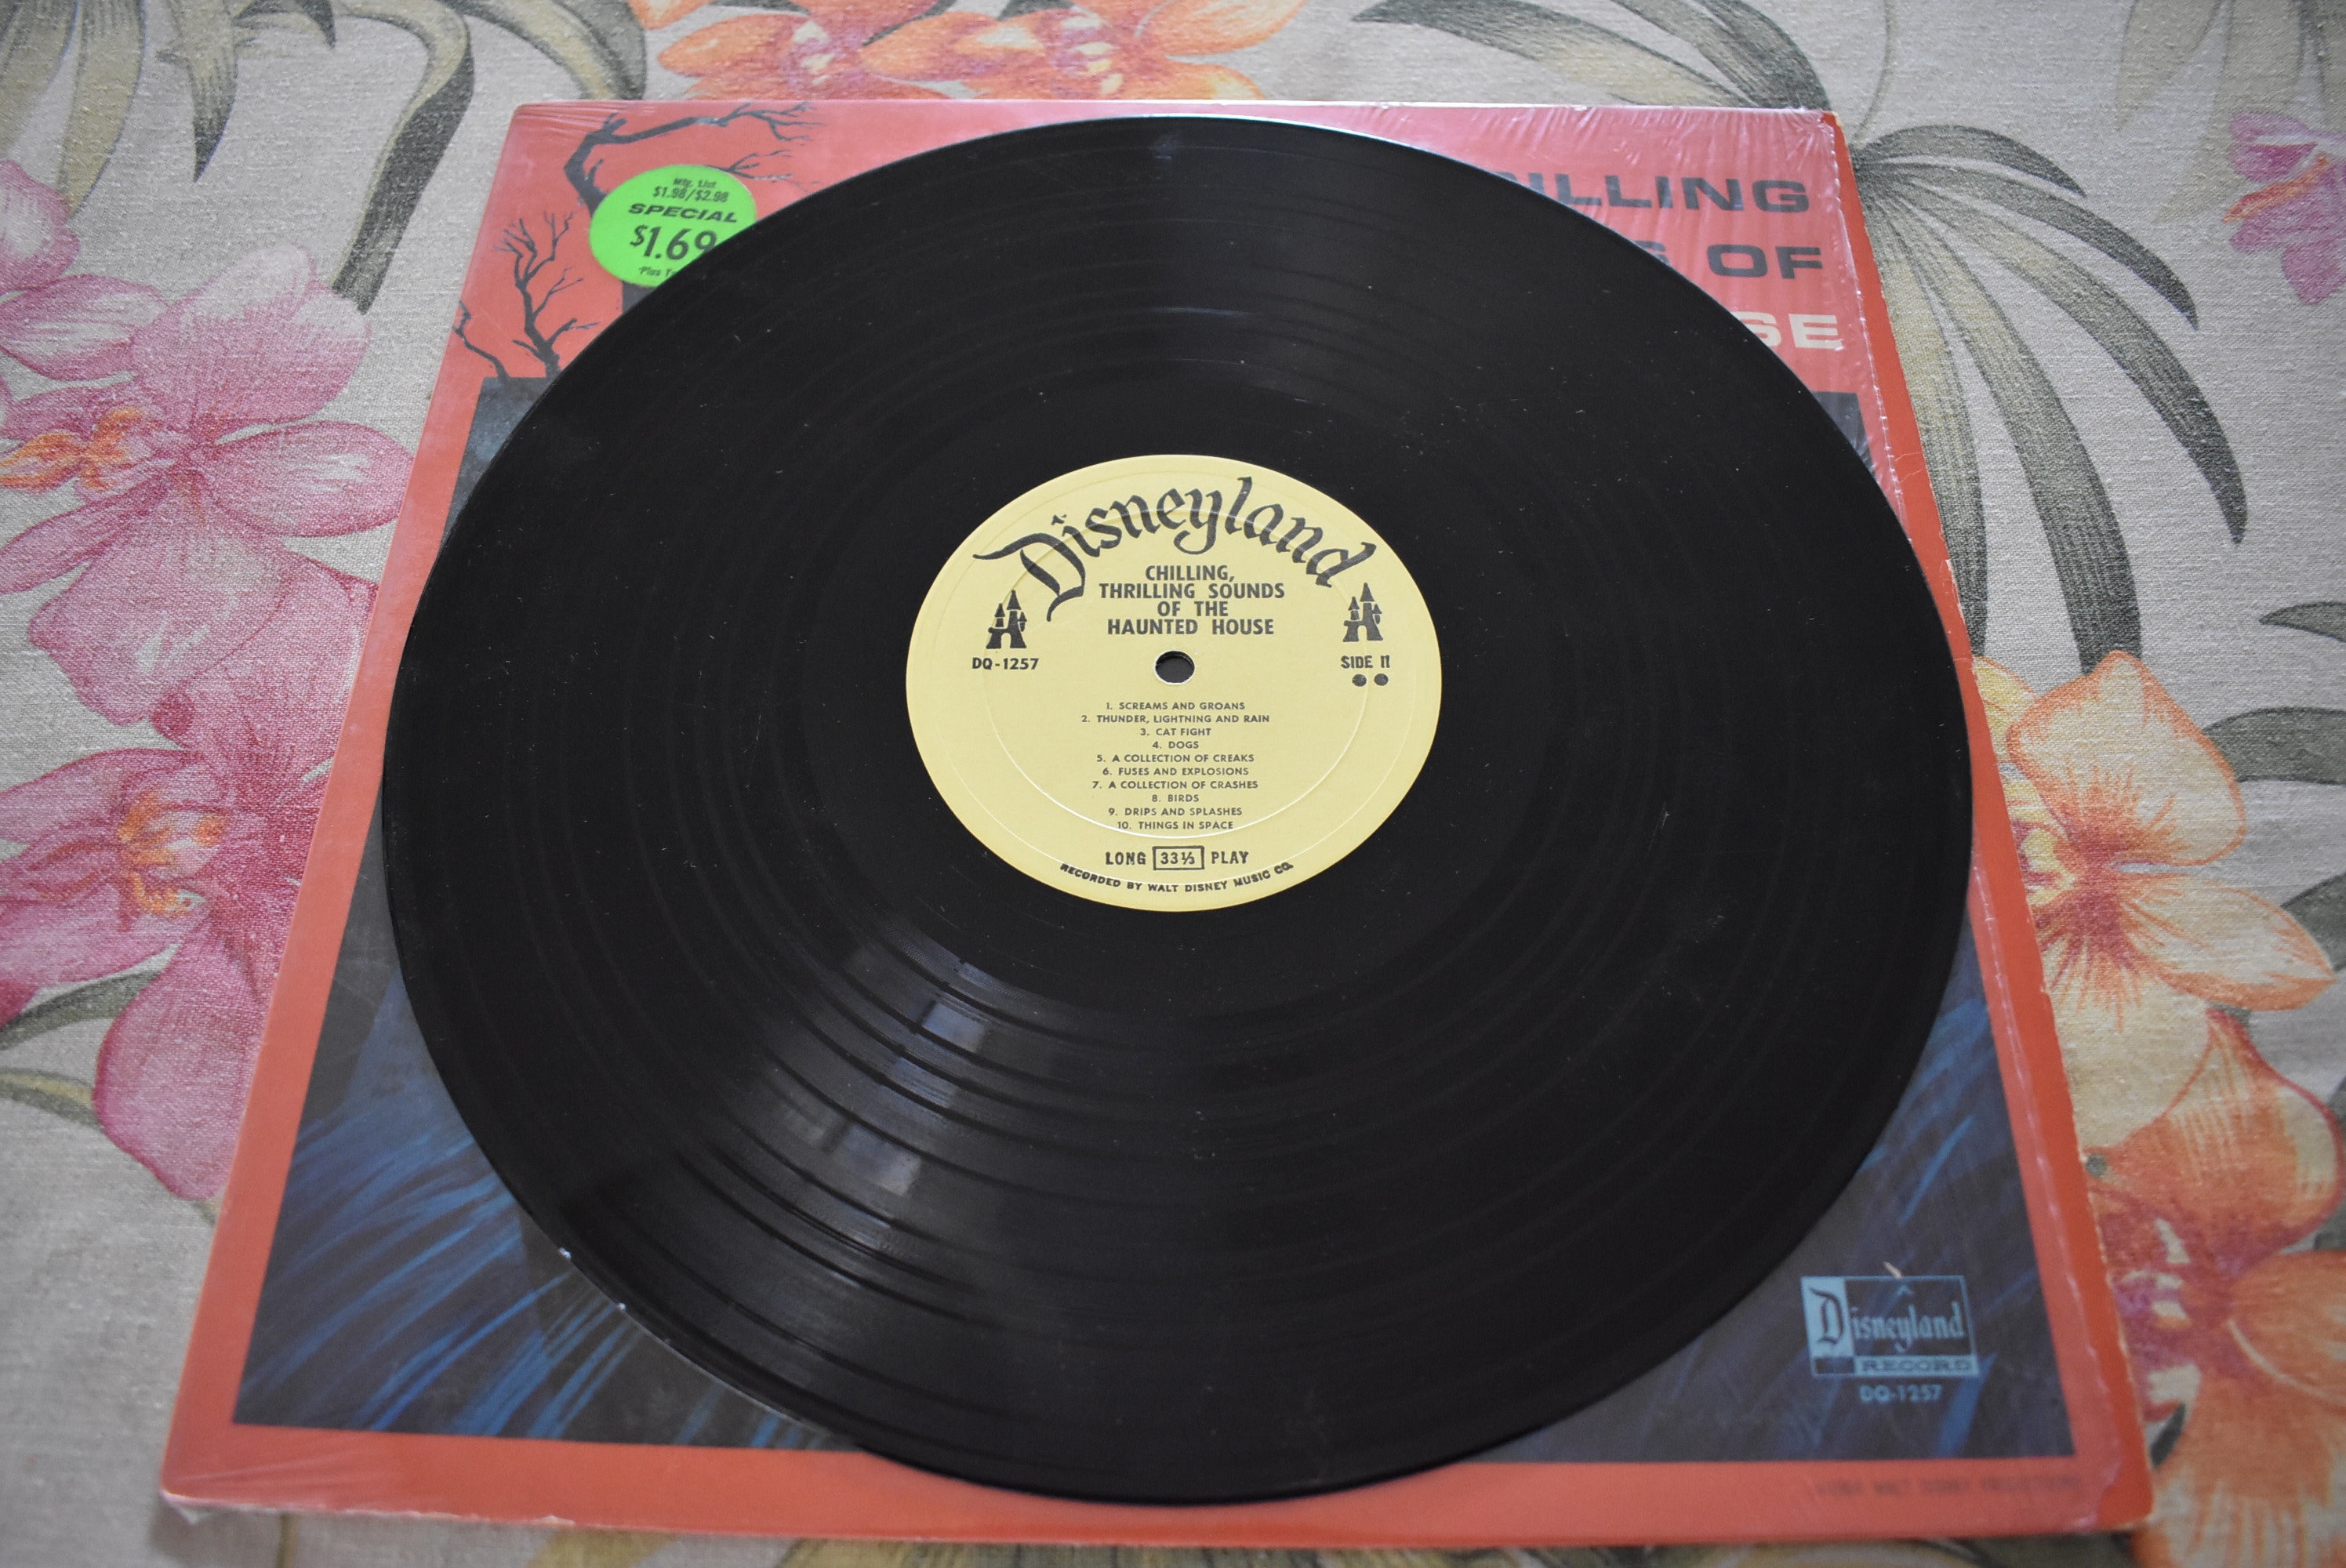 Mfg. List
$1.98/$2.98
SPECIAL
$1.69
*Plus
OF
Disneyland
CHILLING,
THRILLING SOUNDS
OF THE
HAUNTED HOUSE
DQ-1257
SIDE II
1. SCREAMS AND GROANS
2. THUNDER, LIGHTNING AND RAIN
3. CAT FIGHT
4. DOGS
5. A COLLECTION OF CREAKS
6. FUSES AND EXPLOSIONS
7. A COLLECTION OF CRASHES
8. BIRDS
9. DRIPS AND SPLASHES
10. THINGS IN SPACE
LONG 33⅓ PLAY
RECORDED BY WALT DISNEY MUSIC CO.
Disneyland
RECORD
DQ-1257